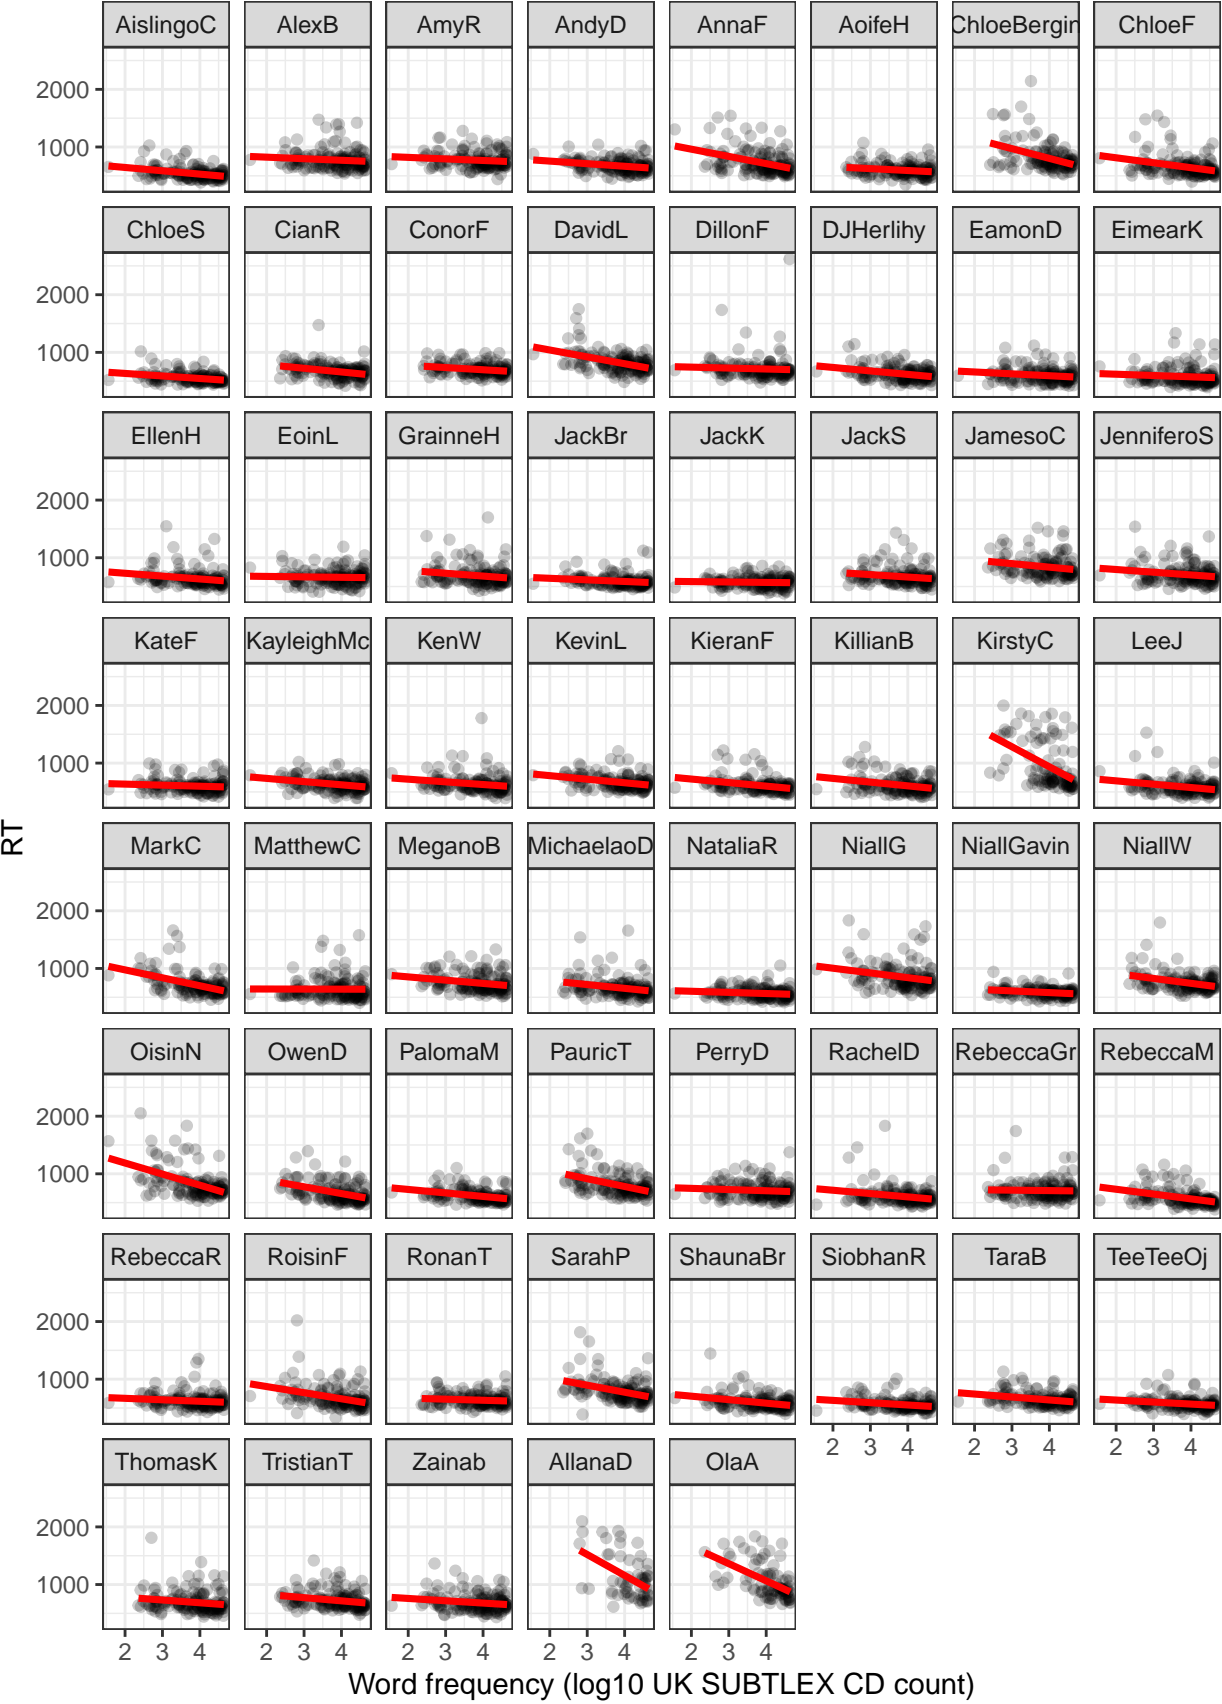 AislingoC AlexB AmyR AndyD AnnaF AoifeH ChloeBergin ChloeF
2000
1000
ChloeS CianR ConorF DavidL DillonF DJHerlihy EamonD EimearK
2000
1000
EllenH EoinL GrainneH JackBr JackK JackS JamesoC JenniferoS
2000
1000
KateF KayleighMc KenW KevinL KieranF KillianB KirstyC LeeJ
2000
1000
RT
MarkC MatthewC MeganoB MichaelaoD NataliaR NiallG NiallGavin NiallW
2000
1000
OisinN OwenD PalomaM PauricT PerryD RachelD RebeccaGr RebeccaM
2000
1000
RebeccaR RoisinF RonanT SarahP ShaunaBr SiobhanR TaraB TeeTeeOj
2000
1000
2 3 4 2 3 4 2 3 4
ThomasK TristianT Zainab AllanaD OlaA
2000
1000
2 3 4 2 3 4 2 3 4 2 3 4 2 3 4
Word frequency (log10 UK SUBTLEX CD count)